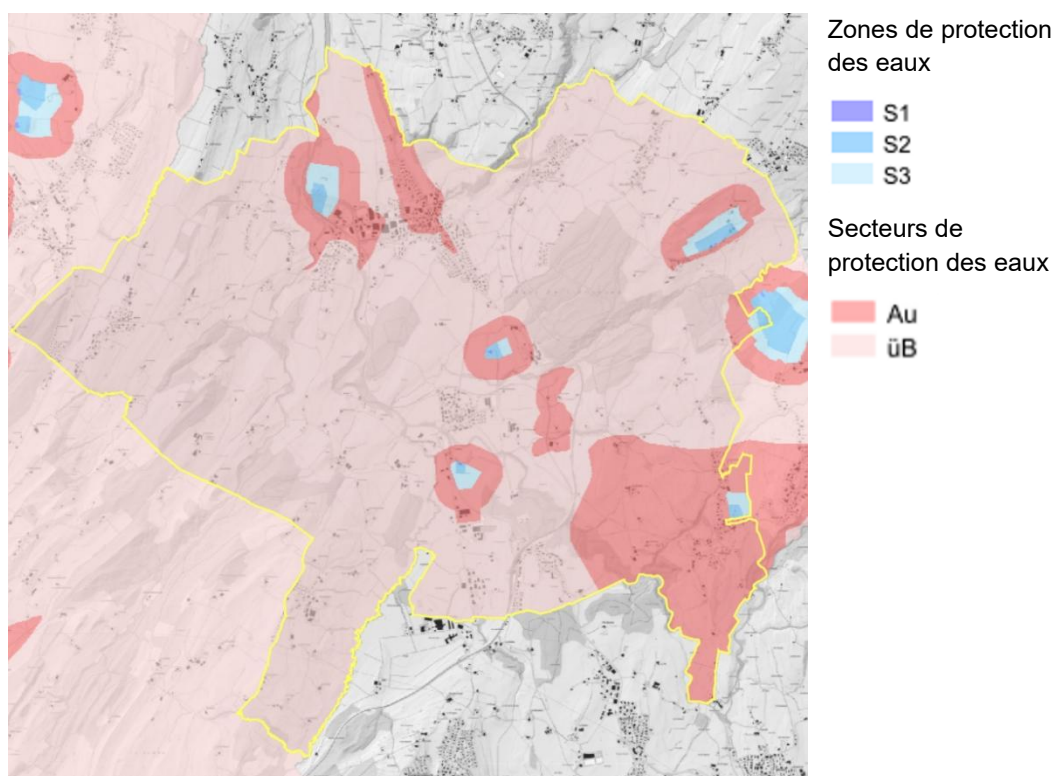 Zones de protection
des eaux
S1
S2
S3
Secteurs de
protection des eaux
Au
üB